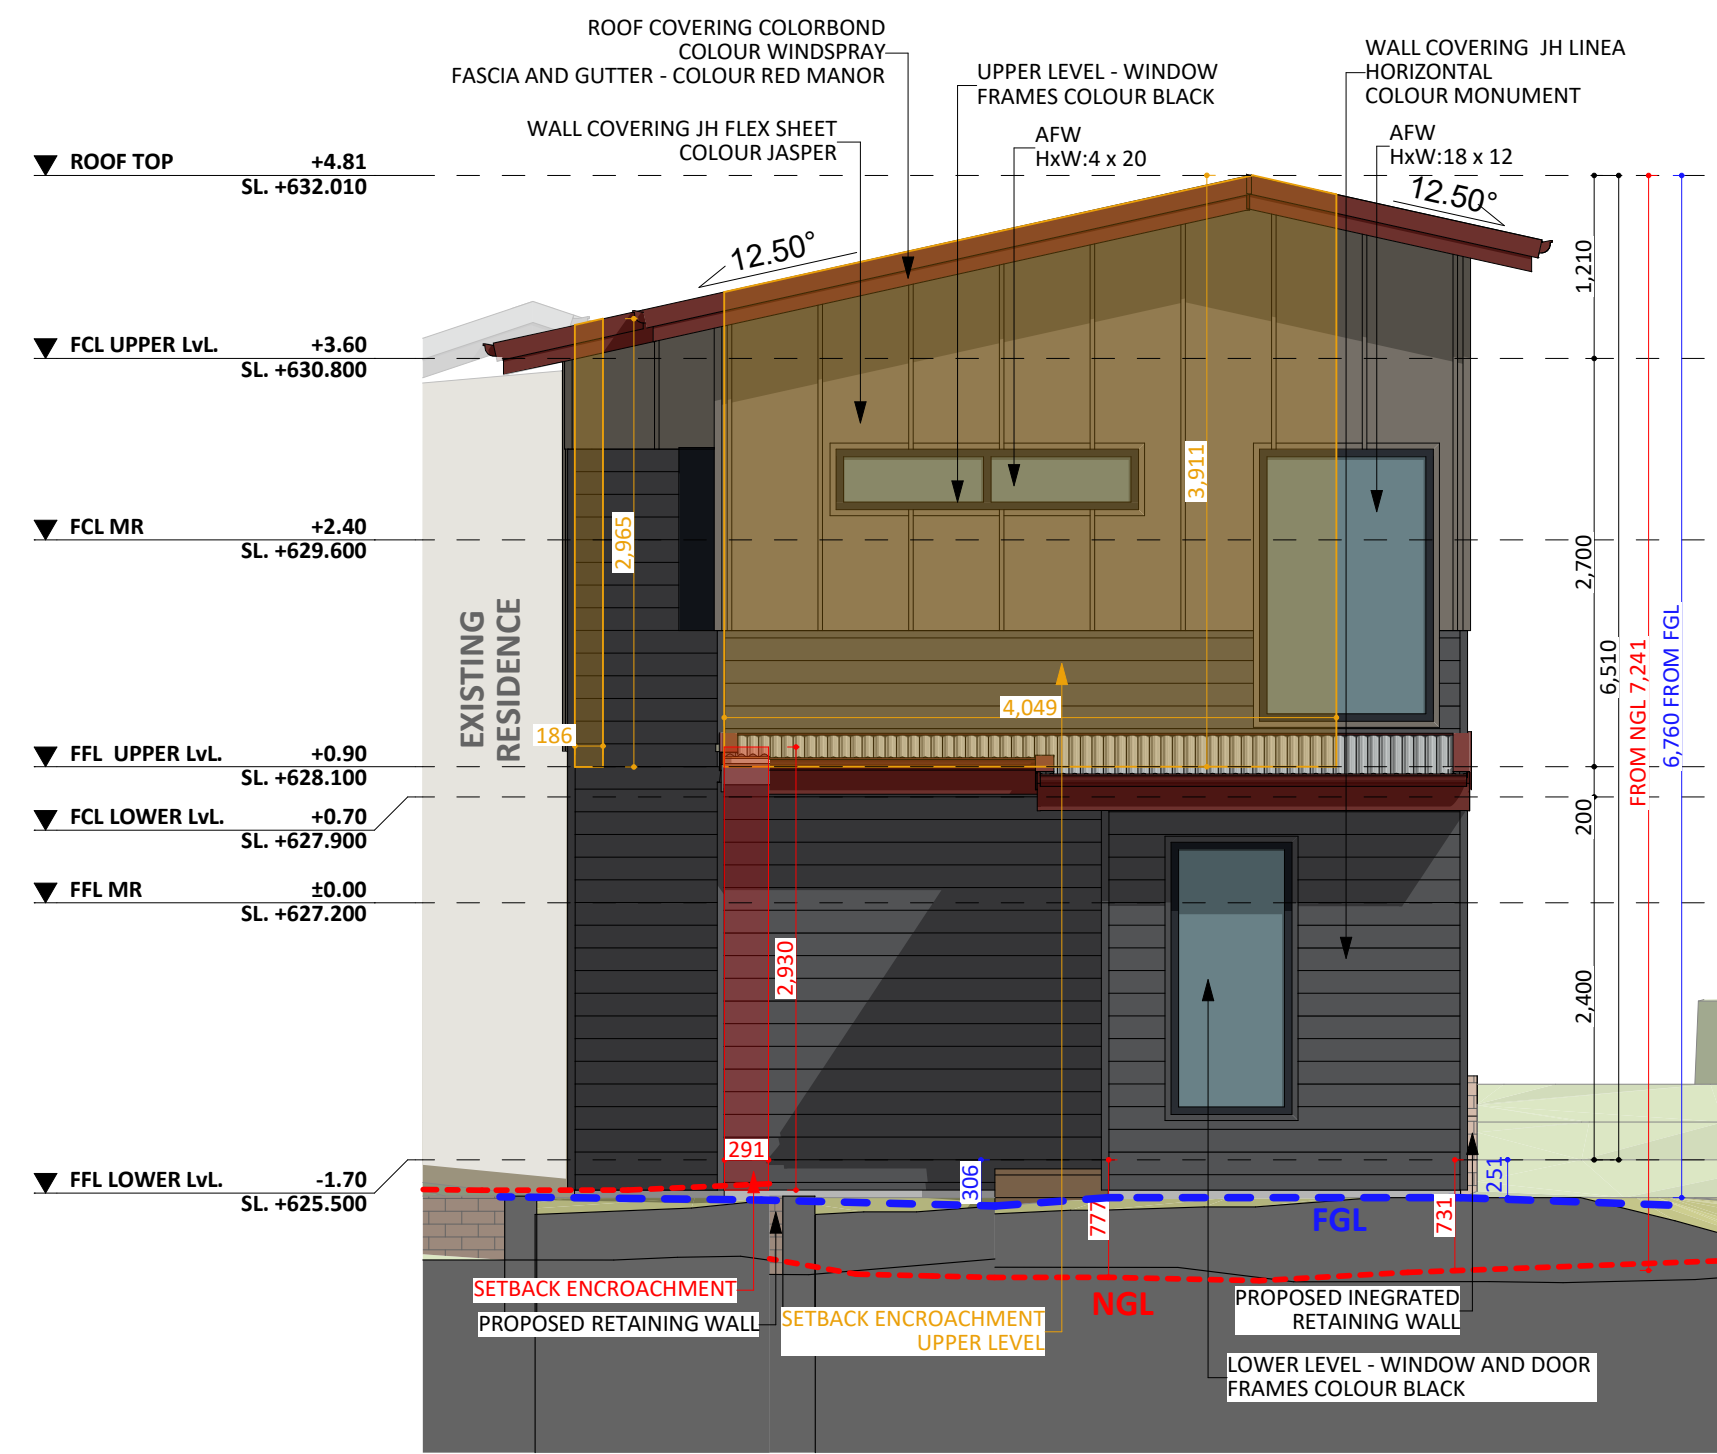 ROOF COVERING COLORBOND
COLOUR WINDSPRAY
FASCIA AND GUTTER - COLOUR RED MANOR
UPPER LEVEL - WINDOW
FRAMES COLOUR BLACK
WALL COVERING JH LINEA
HORIZONTAL
COLOUR MONUMENT
WALL COVERING JH FLEX SHEET
COLOUR JASPER
AFW
HxW:4 x 20
AFW
HxW:18 x 12
ROOF TOP +4.81
SL. +632.010
12.50°
12.50°
1,210
FCL UPPER LvL. +3.60
SL. +630.800
3,911
FCL MR +2.40
SL. +629.600
2,965
2,700
EXISTING
RESIDENCE
6,510
FROM NGL 7,241
6,760 FROM FGL
4,049
186
FFL UPPER LvL. +0.90
SL. +628.100
FCL LOWER LvL. +0.70
SL. +627.900
200
FFL MR ±0.00
SL. +627.200
2,930
2,400
291
306
251
FFL LOWER LvL. -1.70
SL. +625.500
777
731
FGL
NGL
SETBACK ENCROACHMENT
PROPOSED RETAINING WALL
SETBACK ENCROACHMENT
UPPER LEVEL
PROPOSED INEGRATED
RETAINING WALL
LOWER LEVEL - WINDOW AND DOOR
FRAMES COLOUR BLACK